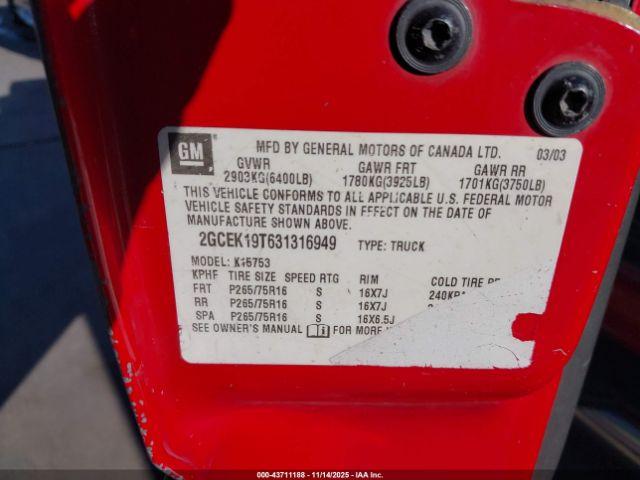 GM
MFD BY GENERAL MOTORS OF CANADA LTD. 03/03
GVWR GAWR FRT GAWR RR
2903KG(6400LB) 1780KG(3925LB) 1701KG(3750LB)
THIS VEHICLE CONFORMS TO ALL APPLICABLE U.S. FEDERAL MOTOR
VEHICLE SAFETY STANDARDS IN EFFECT ON THE DATE OF
MANUFACTURE SHOWN ABOVE.
2GCEK19T631316949 TYPE: TRUCK
MODEL: K15753
KPHF TIRE SIZE SPEED RTG RIM COLD TIRE
FRT P265/75R16 S 16X7J 240KPA
RR P265/75R16 S 16X7J
SPA P265/75R16 S 16X6.5J
SEE OWNER'S MANUAL FOR MORE
000-43711188 - 11/14/2025 - IAA Inc.